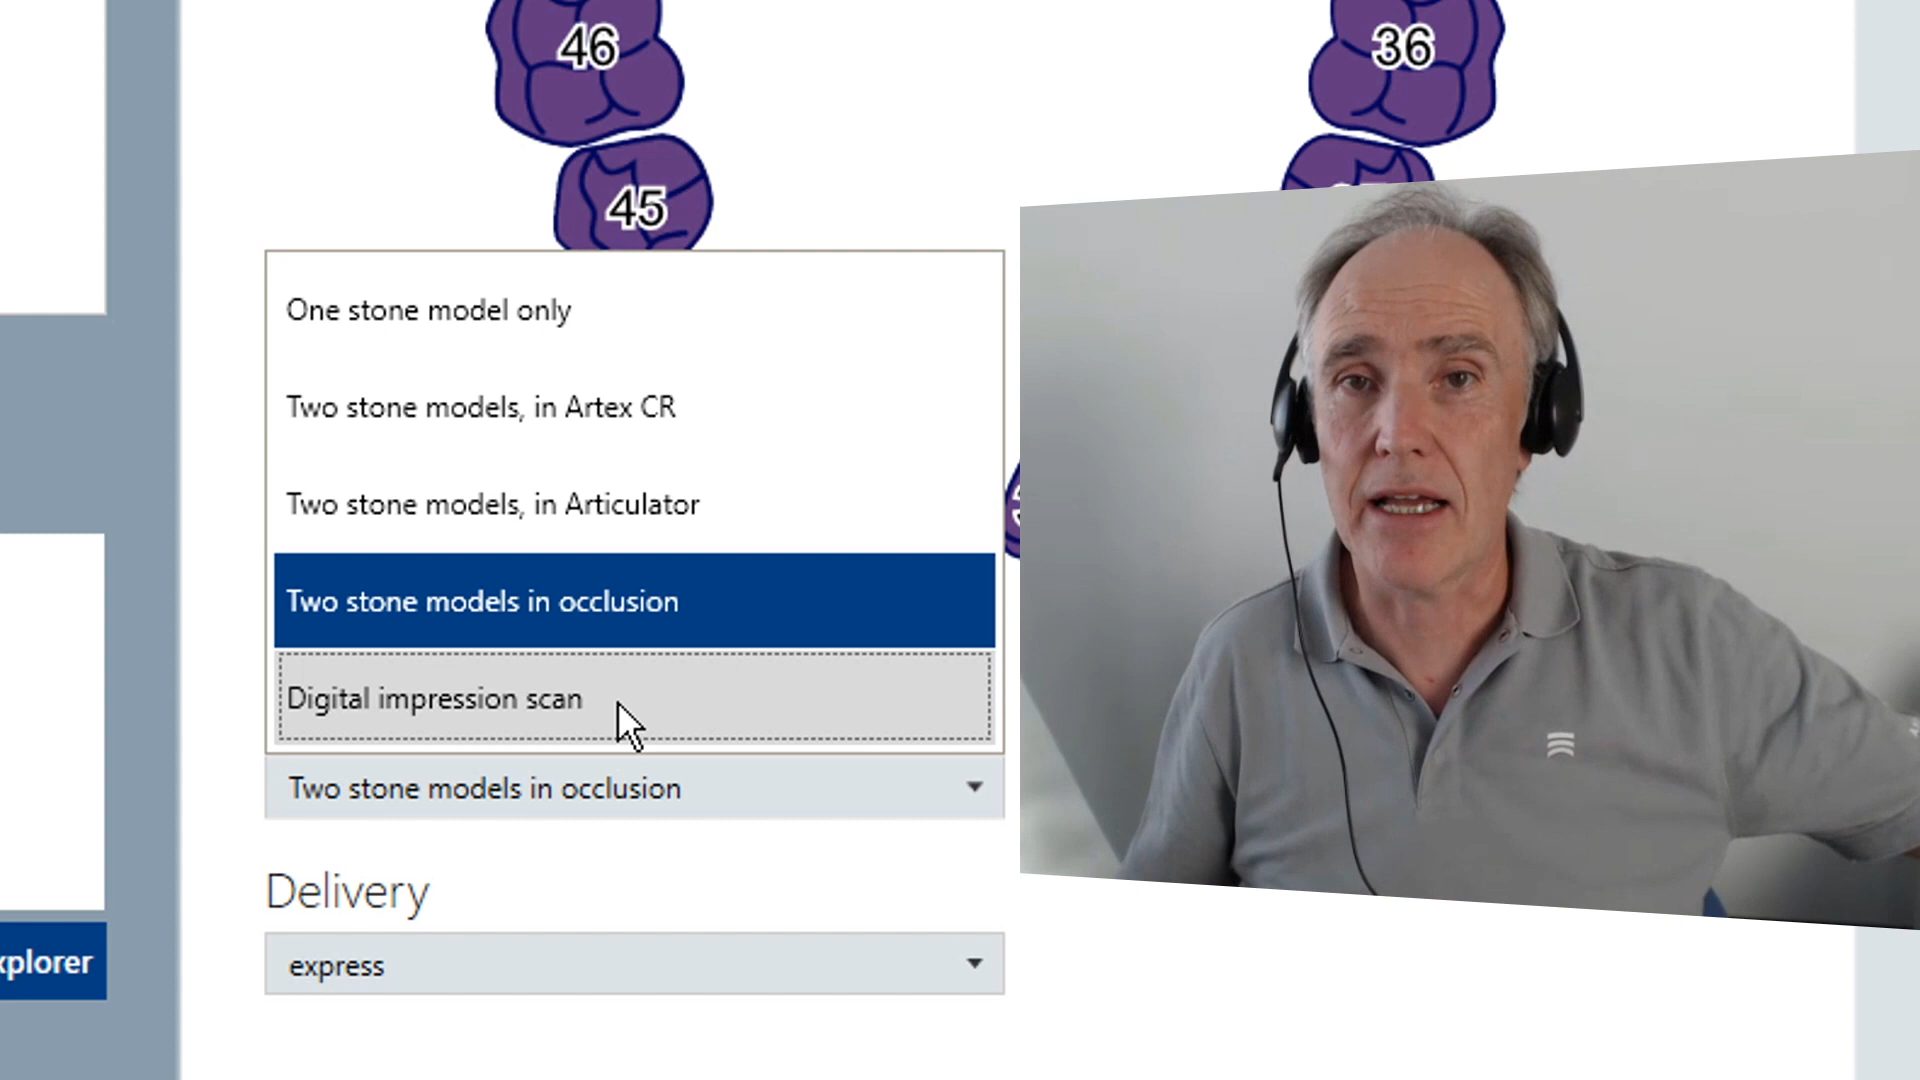 46
36
45
One stone model only
Two stone models, in Artex CR
Two stone models, in Articulator
Two stone models in occlusion
Digital impression scan
Two stone models in occlusion
Delivery
express
xplorer